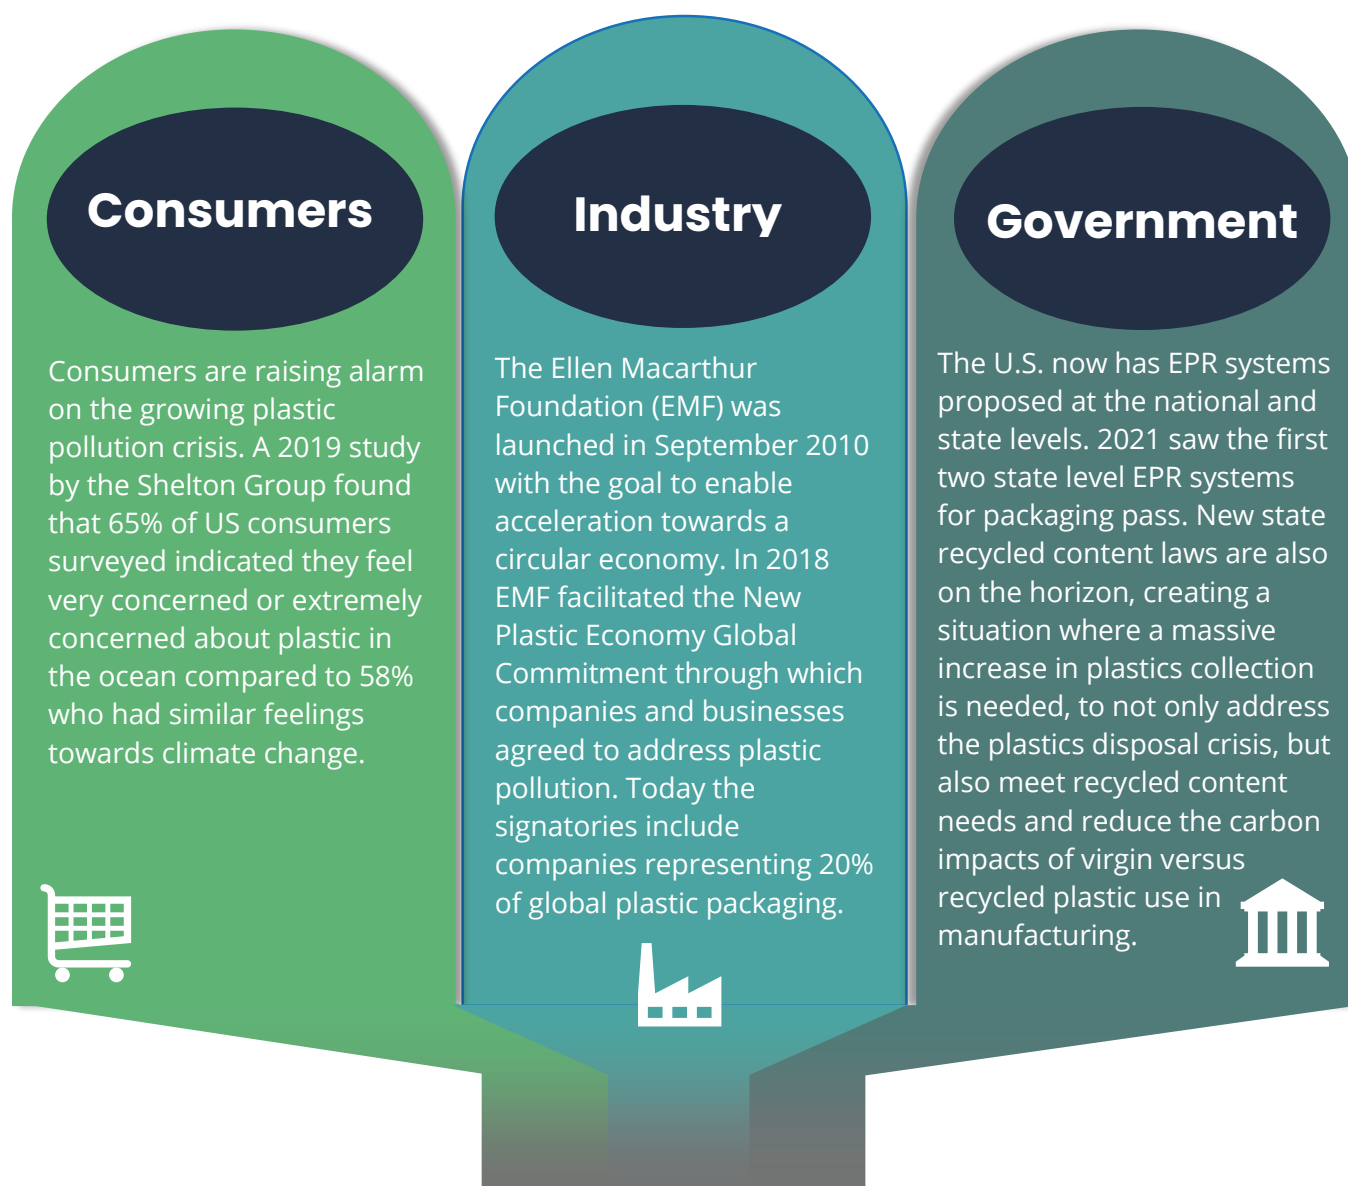 Consumers
Consumers are raising alarm
on the growing plastic
pollution crisis. A 2019 study
by the Shelton Group found
that 65% of US consumers
surveyed indicated they feel
very concerned or extremely
concerned about plastic in
the ocean compared to 58%
who had similar feelings
towards climate change.
Industry
The Ellen Macarthur
Foundation (EMF) was
launched in September 2010
with the goal to enable
acceleration towards a
circular economy. In 2018
EMF facilitated the New
Plastic Economy Global
Commitment through which
companies and businesses
agreed to address plastic
pollution. Today the
signatories include
companies representing 20%
of global plastic packaging.
Government
The U.S. now has EPR systems
proposed at the national and
state levels. 2021 saw the first
two state level EPR systems
for packaging pass. New state
recycled content laws are also
on the horizon, creating a
situation where a massive
increase in plastics collection
is needed, to not only address
the plastics disposal crisis, but
also meet recycled content
needs and reduce the carbon
impacts of virgin versus
recycled plastic use in
manufacturing.